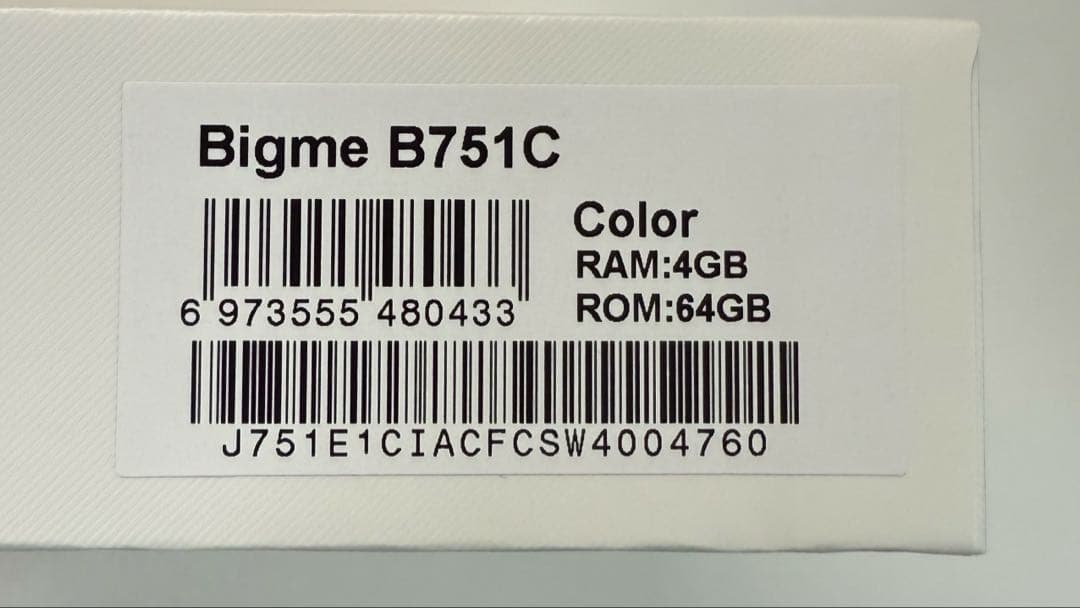 Bigme B751C
Color
RAM:4GB
ROM:64GB
6 973555 480433
J751E1CIACFCSW4004760